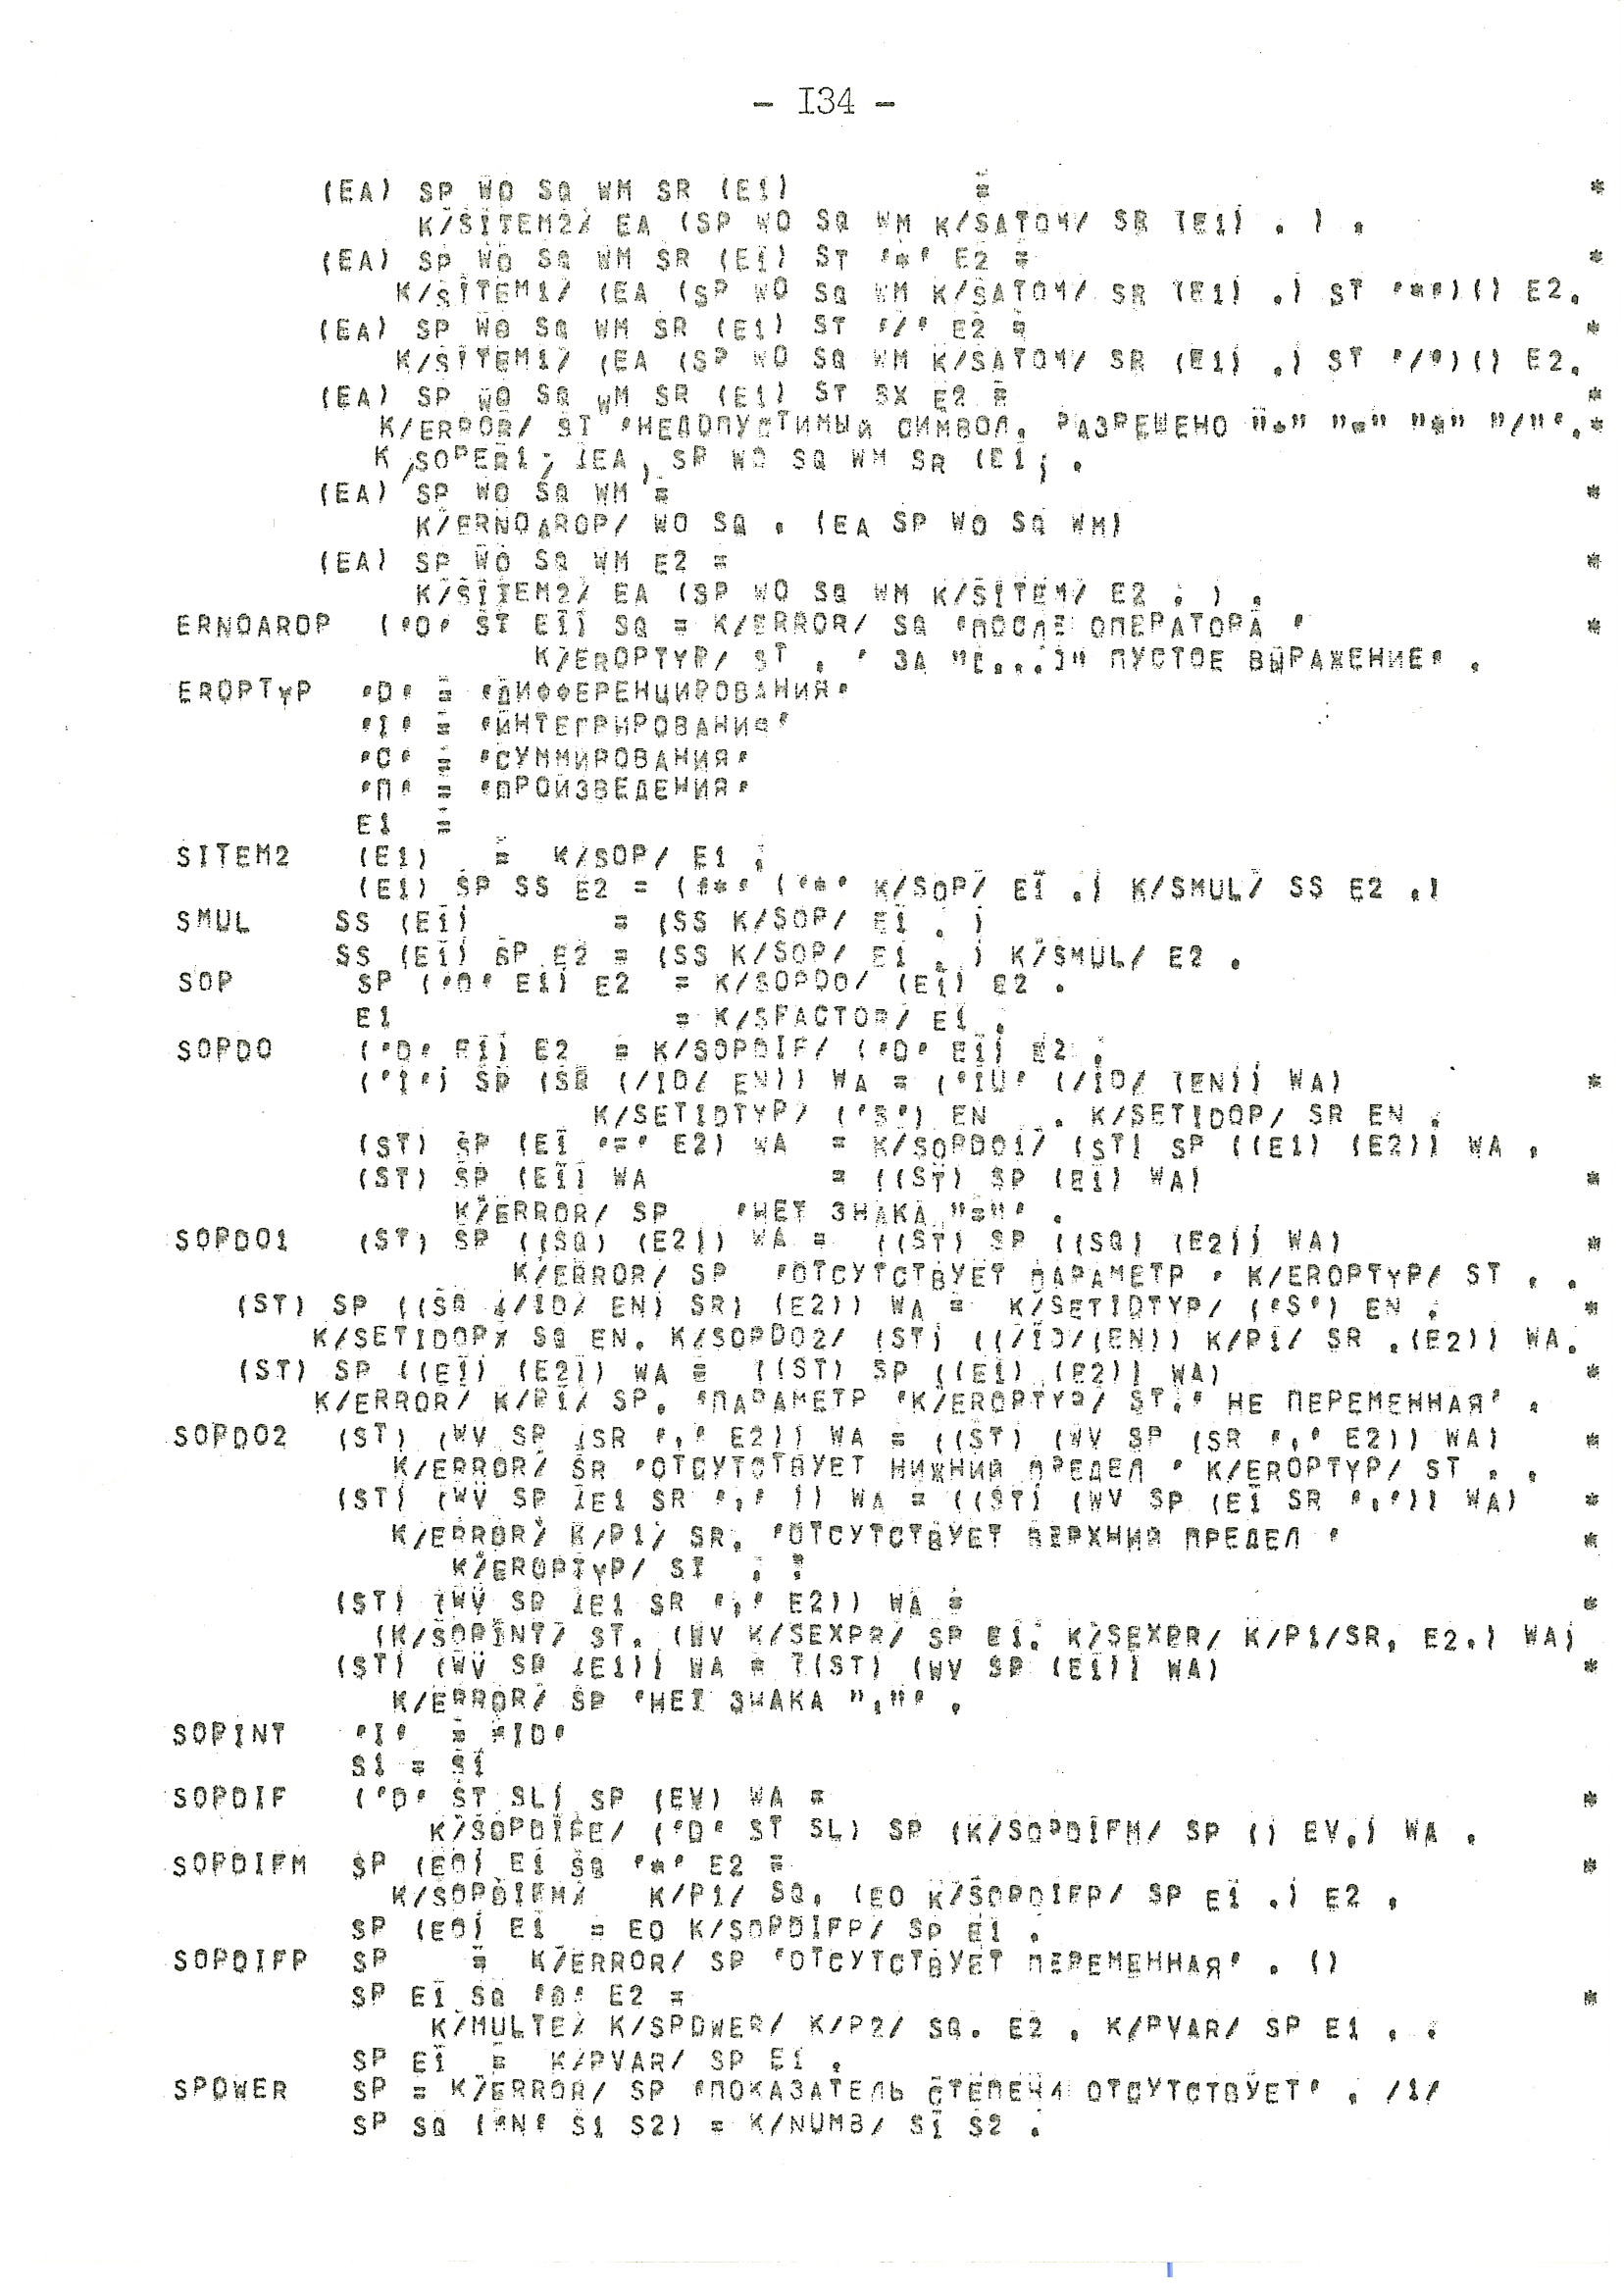 - I34 -
(EA) SP WO SQ WM SR (E1) = *
K/SITEM2/ EA (SP WO SQ WM K/SATOM/ SR (E1) . ) .
(EA) SP WO SQ WM SR (E1) ST '*' E2 = *
K/SITEM1/ (EA (SP WO SQ WM K/SATOM/ SR (E1) .) ST '*')() E2.
(EA) SP WO SQ WM SR (E1) ST '/' E2 = *
K/SITEM1/ (EA (SP WO SQ WM K/SATOM/ SR (E1) .) ST '/')() E2.
(EA) SP WO SQ WM SR (E1) ST SX E2 = *
K/ERROR/ ST 'НЕДОПУСТИМЫЙ СИМВОЛ. РАЗРЕШЕНО "+" "-" "*" "/"'.*
K/SOPER1/ (EA) SP WO SQ WM SR (E1) .
(EA) SP WO SQ WM = *
K/ERNOAROP/ WO SQ . (EA SP WO SQ WM)
(EA) SP WO SQ WM E2 = *
K/SITEM2/ EA (SP WO SQ WM K/SITEM/ E2 . ) .
ERNOAROP ('O' ST E1) SQ = K/ERROR/ SQ 'ПОСЛЕ ОПЕРАТОРА ' *
K/EROPTYP/ ST . ' ЗА "[...]" ПУСТОЕ ВЫРАЖЕНИЕ' .
EROPTYP 'D' = 'ДИФФЕРЕНЦИРОВАНИЯ'
'I' = 'ИНТЕГРИРОВАНИЯ'
'С' = 'СУММИРОВАНИЯ'
'П' = 'ПРОИЗВЕДЕНИЯ'
E1 =
SITEM2 (E1) = K/SOP/ E1 .
(E1) SP SS E2 = ('*' ('*' K/SOP/ E1 .) K/SMUL/ SS E2 .)
SMUL SS (E1) = (SS K/SOP/ E1 . )
SS (E1) SP E2 = (SS K/SOP/ E1 . ) K/SMUL/ E2 .
SOP SP ('O' E1) E2 = K/SOPDO/ (E1) E2 .
E1 = K/SFACTOR/ E1 .
SOPDO ('D' E1) E2 = K/SOPDIF/ ('D' E1) E2 .
('I') SP (SR (/ID/ EN)) WA = ('IU' (/ID/ (EN)) WA) *
K/SETIDTYP/ ('S') EN . K/SETIDOP/ SR EN .
(ST) SP (E1 '=' E2) WA = K/SOPDO1/ (ST) SP ((E1) (E2)) WA .
(ST) SP (E1) WA = ((ST) SP (E1) WA) *
K/ERROR/ SP 'НЕТ ЗНАКА "="' .
SOPDO1 (ST) SP ((SQ) (E2)) WA = ((ST) SP ((SQ) (E2)) WA) *
K/ERROR/ SP 'ОТСУТСТВУЕТ ПАРАМЕТР ' K/EROPTYP/ ST . .
(ST) SP ((SQ (/ID/ EN) SR) (E2)) WA = K/SETIDTYP/ ('S') EN . *
K/SETIDOP/ SQ EN. K/SOPDO2/ (ST) ((/ID/(EN)) K/P1/ SR .(E2)) WA.
(ST) SP ((E1) (E2)) WA = ((ST) SP ((E1) (E2)) WA) *
K/ERROR/ K/P1/ SP. 'ПАРАМЕТР 'K/EROPTYP/ ST.' НЕ ПЕРЕМЕННАЯ' .
SOPDO2 (ST) (WV SP (SR ',' E2)) WA = ((ST) (WV SP (SR ',' E2)) WA) *
K/ERROR/ SR 'ОТСУТСТВУЕТ НИЖНИЙ ПРЕДЕЛ ' K/EROPTYP/ ST . .
(ST) (WV SP (E1 SR ',' )) WA = ((ST) (WV SP (E1 SR ',')) WA) *
K/ERROR/ K/P1/ SR. 'ОТСУТСТВУЕТ ВЕРХНИЙ ПРЕДЕЛ ' *
K/EROPTYP/ ST . .
(ST) (WV SP (E1 SR ',' E2)) WA = *
(K/SOPINT/ ST. (WV K/SEXPR/ SP E1. K/SEXPR/ K/P1/SR. E2.) WA)
(ST) (WV SP (E1)) WA = ((ST) (WV SP (E1)) WA) *
K/ERROR/ SP 'НЕТ ЗНАКА ","' .
SOPINT 'I' = 'ID'
S1 = S1
SOPDIF ('D' ST SL) SP (EV) WA = *
K/SOPDIFE/ ('D' ST SL) SP (K/SOPDIFM/ SP () EV.) WA .
SOPDIFM SP (EO) E1 SQ '*' E2 = *
K/SOPDIFM/ K/P1/ SQ. (EO K/SOPDIFP/ SP E1 .) E2 .
SP (EO) E1 = EO K/SOPDIFP/ SP E1 .
SOPDIFP SP = K/ERROR/ SP 'ОТСУТСТВУЕТ ПЕРЕМЕННАЯ' . ()
SP E1 SQ '@' E2 = *
K/MULTE/ K/SPOWER/ K/P2/ SQ. E2 . K/PVAR/ SP E1 . .
SP E1 = K/PVAR/ SP E1 .
SPOWER SP = K/ERROR/ SP 'ПОКАЗАТЕЛЬ СТЕПЕНИ ОТСУТСТВУЕТ' . /1/
SP SQ ('N' S1 S2) = K/NUMB/ S1 S2 .